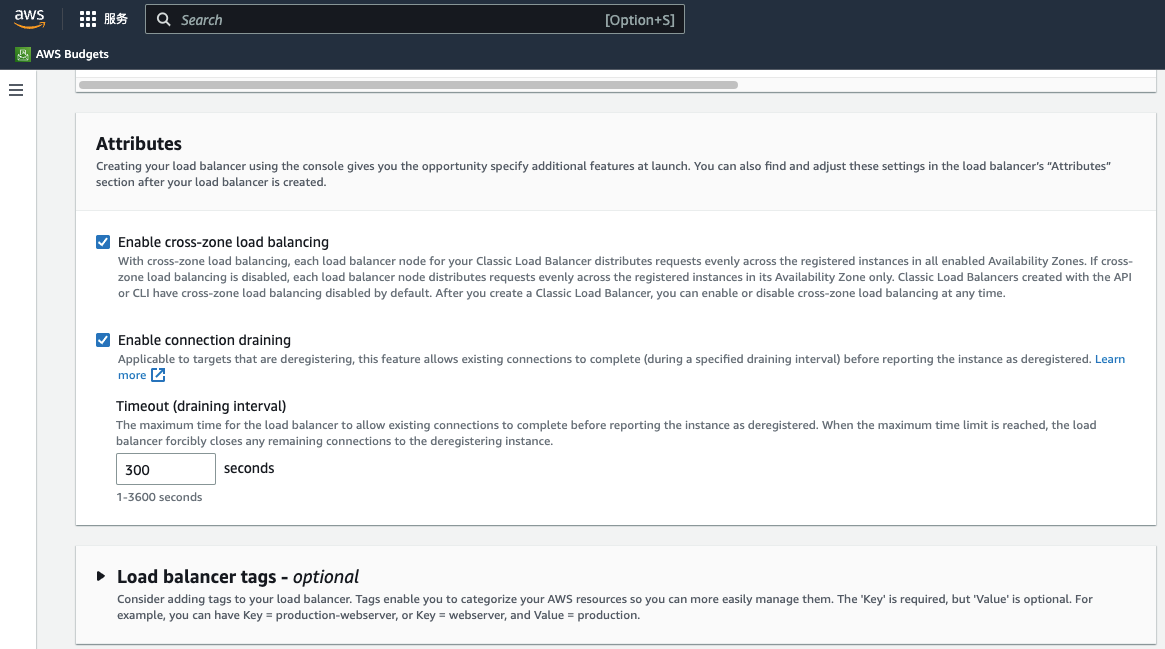 aws
服务
Search
[Option+S]
AWS Budgets
Attributes
Creating your load balancer using the console gives you the opportunity specify additional features at launch. You can also find and adjust these settings in the load balancer's “Attributes”
section after your load balancer is created.
Enable cross-zone load balancing
With cross-zone load balancing, each load balancer node for your Classic Load Balancer distributes requests evenly across the registered instances in all enabled Availability Zones. If cross-
zone load balancing is disabled, each load balancer node distributes requests evenly across the registered instances in its Availability Zone only. Classic Load Balancers created with the API
or CLI have cross-zone load balancing disabled by default. After you create a Classic Load Balancer, you can enable or disable cross-zone load balancing at any time.
Enable connection draining
Applicable to targets that are deregistering, this feature allows existing connections to complete (during a specified draining interval) before reporting the instance as deregistered. Learn
more
Timeout (draining interval)
The maximum time for the load balancer to allow existing connections to complete before reporting the instance as deregistered. When the maximum time limit is reached, the load
balancer forcibly closes any remaining connections to the deregistering instance.
300 seconds
1-3600 seconds
Load balancer tags - optional
Consider adding tags to your load balancer. Tags enable you to categorize your AWS resources so you can more easily manage them. The 'Key' is required, but 'Value' is optional. For
example, you can have Key = production-webserver, or Key = webserver, and Value = production.